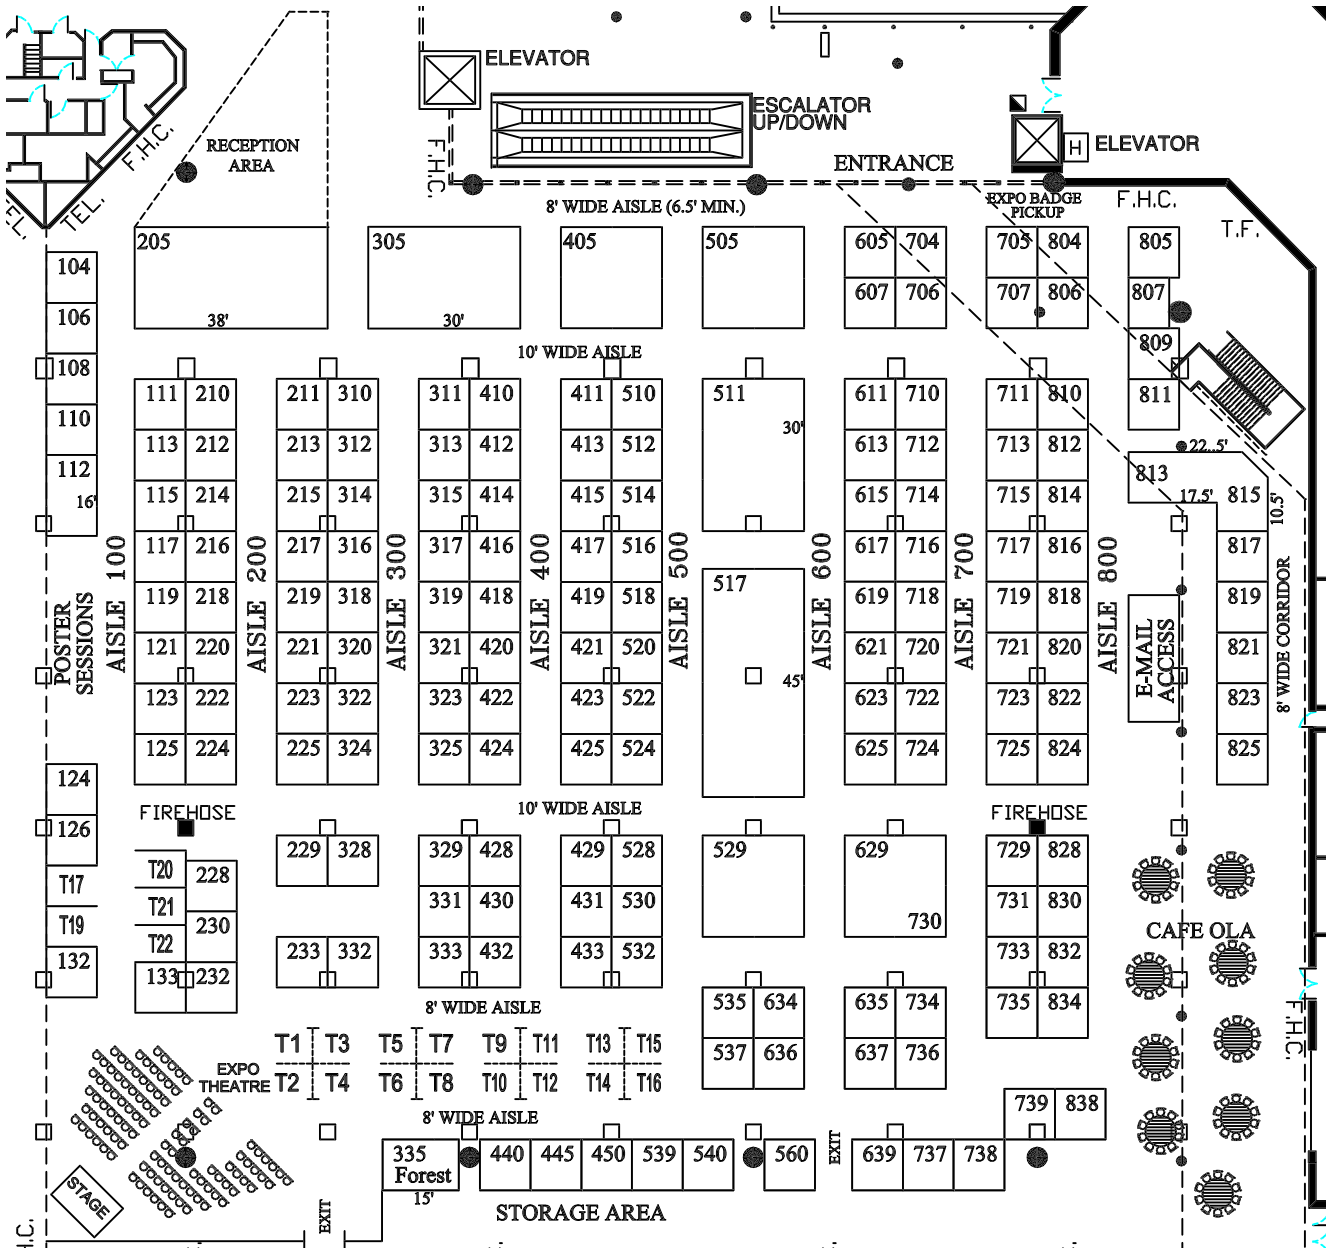 ELEVATOR
ESCALATOR
UP/DOWN
ELEVATOR
H
F.H.C.
TEL.
F.H.C.
RECEPTION
AREA
ENTRANCE
EXPO BADGE
PICKUP
F.H.C.
T.F.
8' WIDE AISLE (6.5' MIN.)
205 305 405 505 605 704 705 804 805
104
607 706 707 806 807
106
38' 30'
809
10' WIDE AISLE
108
111 210 211 310 311 410 411 510 511 611 710 711 810 811
110
30'
113 212 213 312 313 412 413 512 613 712 713 812
22..5'
112
813
16'
115 214 215 314 315 414 415 514 615 714 715 814
17.5'
815
10.5'
117 216 217 316 317 416 417 516 617 716 717 816 817
AISLE 100
AISLE 200
AISLE 300
AISLE 400
AISLE 500
AISLE 600
AISLE 700
AISLE 800
517
119 218 219 318 319 418 419 518 619 718 719 818 819
POSTER
SESSIONS
E-MAIL
ACCESS
8' WIDE CORRIDOR
121 220 221 320 321 420 421 520 621 720 721 820 821
45'
123 222 223 322 323 422 423 522 623 722 723 822 823
125 224 225 324 325 424 425 524 625 724 725 824 825
124
FIREHOSE
10' WIDE AISLE
FIREHOSE
126
229 328 329 428 429 528 529 629 729 828
T20 228
T17
T21
331 430 431 530 731 830
T19
230
730
CAFE OLA
T22
233 332 333 432 433 532 733 832
132
133 232
8' WIDE AISLE
535 634 635 734 735 834
F.H.C.
T1 T3 T5 T7 T9 T11 T13 T15
537 636 637 736
EXPO
THEATRE
T2 T4 T6 T8 T10 T12 T14 T16
8' WIDE AISLE
739 838
335
Forest
15'
440 445 450 539 540 560
EXIT
639 737 738
STAGE
EXIT
STORAGE AREA